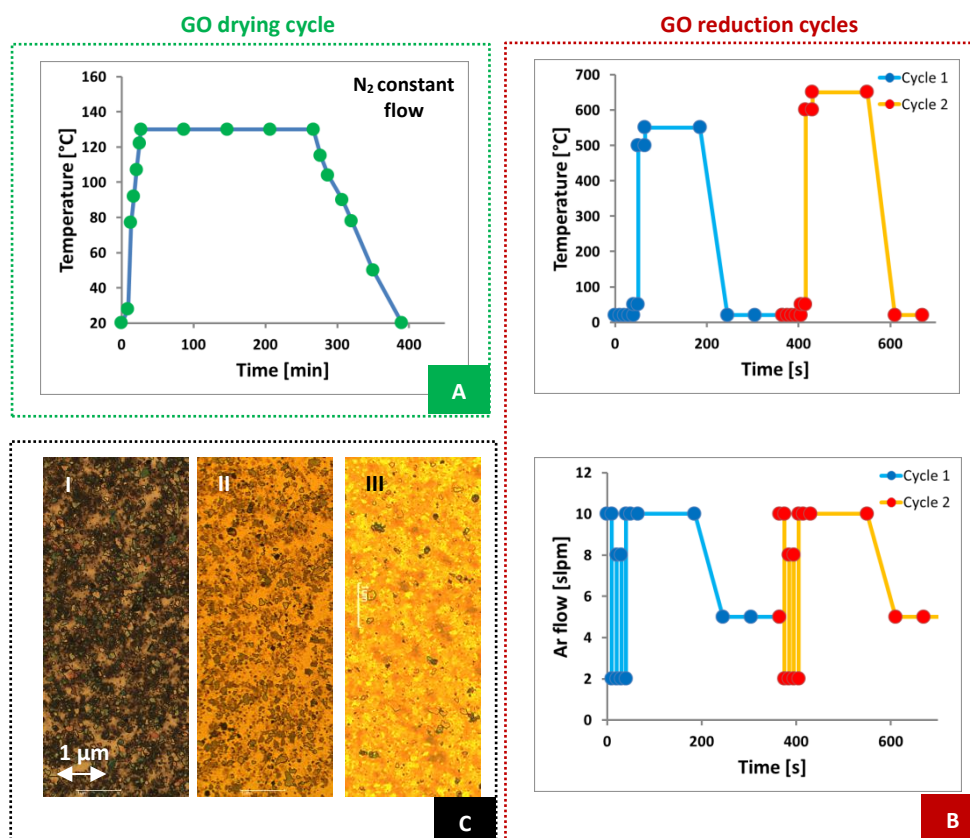 GO drying cycle
GO reduction cycles
N₂ constant
flow
Temperature [°C]
160
140
120
100
80
60
40
20
0
100
200
300
400
Time [min]
A
Temperature [°C]
700
600
500
400
300
200
100
0
0
200
400
600
Time [s]
Cycle 1
Cycle 2
I
II
III
1 µm
C
Ar flow [slpm]
12
10
8
6
4
2
0
0
200
400
600
Time [s]
Cycle 1
Cycle 2
B